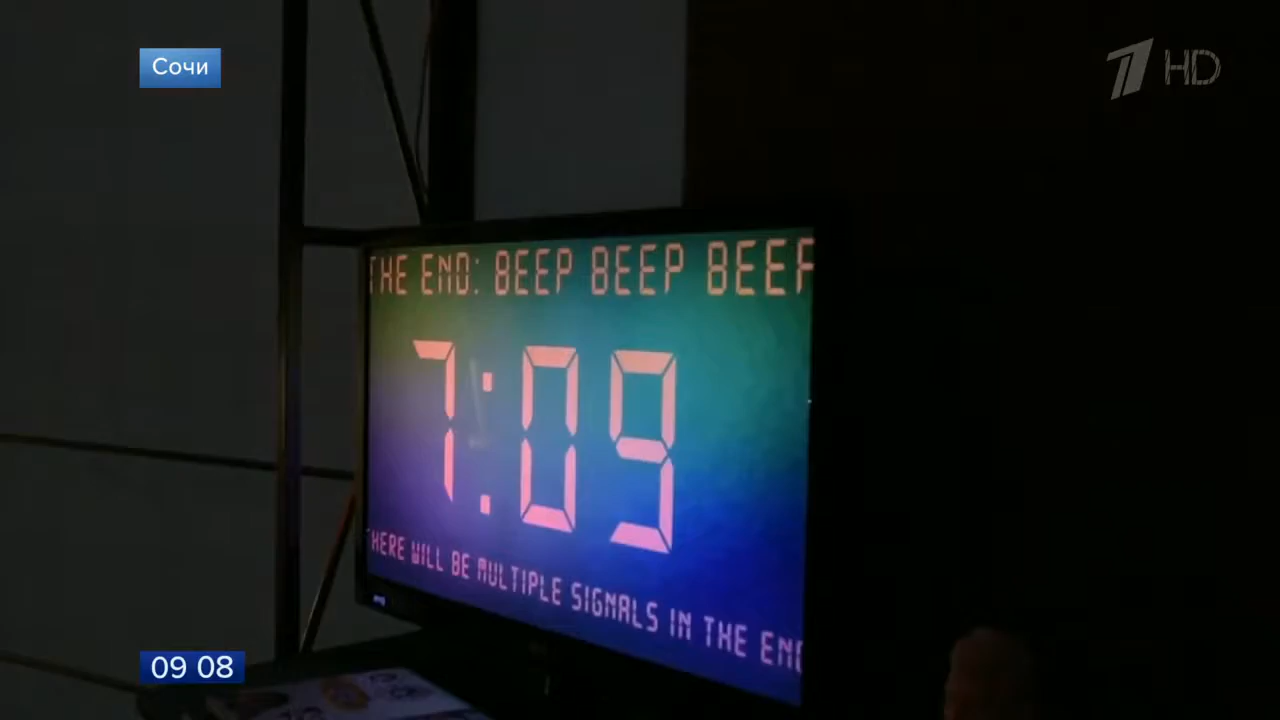 Сочи
1 HD
THE END: BEEP BEEP BEEP
7:09
THERE WILL BE MULTIPLE SIGNALS IN THE END
09 08